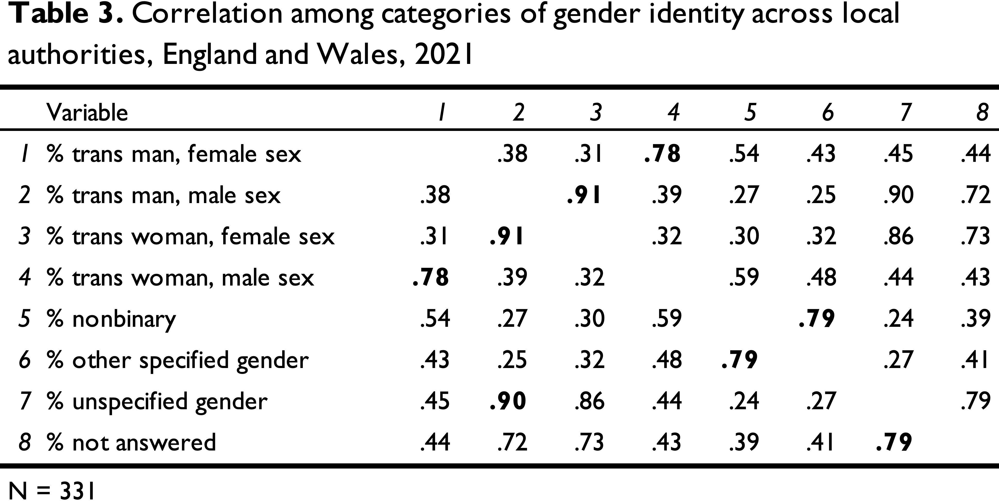 Table 3. Correlation among categories of gender identity across local
authorities, England and Wales, 2021
Variable 1 2 3 4 5 6 7 8
1 % trans man, female sex .38 .31 .78 .54 .43 .45 .44
2 % trans man, male sex .38 .91 .39 .27 .25 .90 .72
3 % trans woman, female sex .31 .91 .32 .30 .32 .86 .73
4 % trans woman, male sex .78 .39 .32 .59 .48 .44 .43
5 % nonbinary .54 .27 .30 .59 .79 .24 .39
6 % other specified gender .43 .25 .32 .48 .79 .27 .41
7 % unspecified gender .45 .90 .86 .44 .24 .27 .79
8 % not answered .44 .72 .73 .43 .39 .41 .79
N = 331